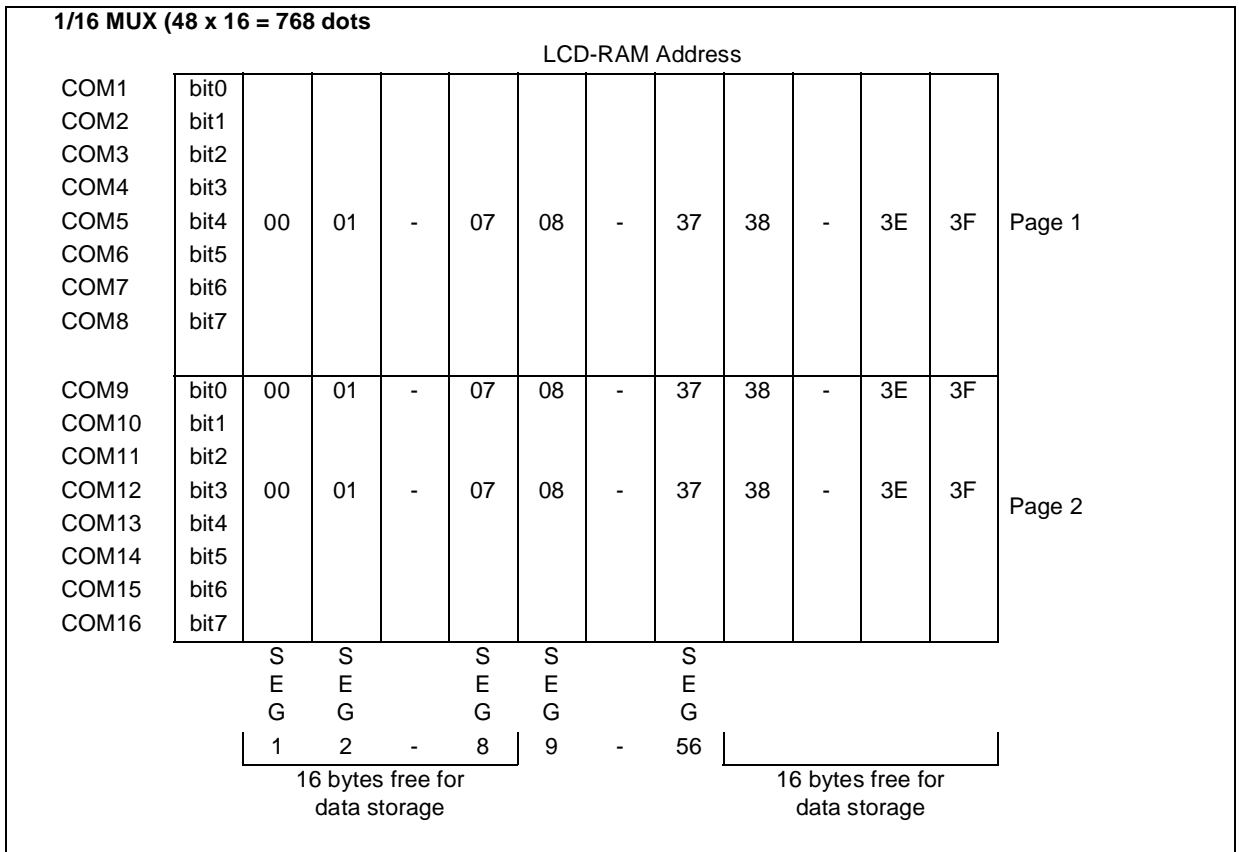 1/16 MUX (48 x 16 = 768 dots
LCD-RAM Address
COM1 bit0
COM2 bit1
COM3 bit2
COM4 bit3
COM5 bit4 00 01 - 07 08 - 37 38 - 3E 3F Page 1
COM6 bit5
COM7 bit6
COM8 bit7
COM9 bit0 00 01 - 07 08 - 37 38 - 3E 3F
COM10 bit1
COM11 bit2
COM12 bit3 00 01 - 07 08 - 37 38 - 3E 3F
Page 2
COM13 bit4
COM14 bit5
COM15 bit6
COM16 bit7
S S S S S
E E E E E
G G G G G
1 2 - 8 9 - 56
16 bytes free for 16 bytes free for
data storage data storage